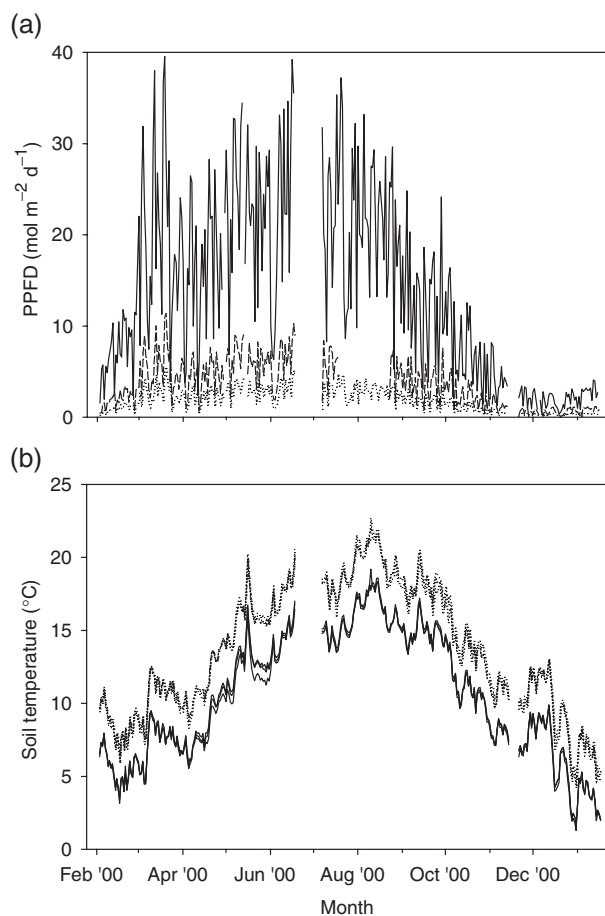 (a)
40
30
20
10
0
PPFD (mol m⁻² d⁻¹)
(b)
25
20
15
10
5
0
Soil temperature (°C)
Feb '00 Apr '00 Jun '00 Aug '00 Oct '00 Dec '00
Month